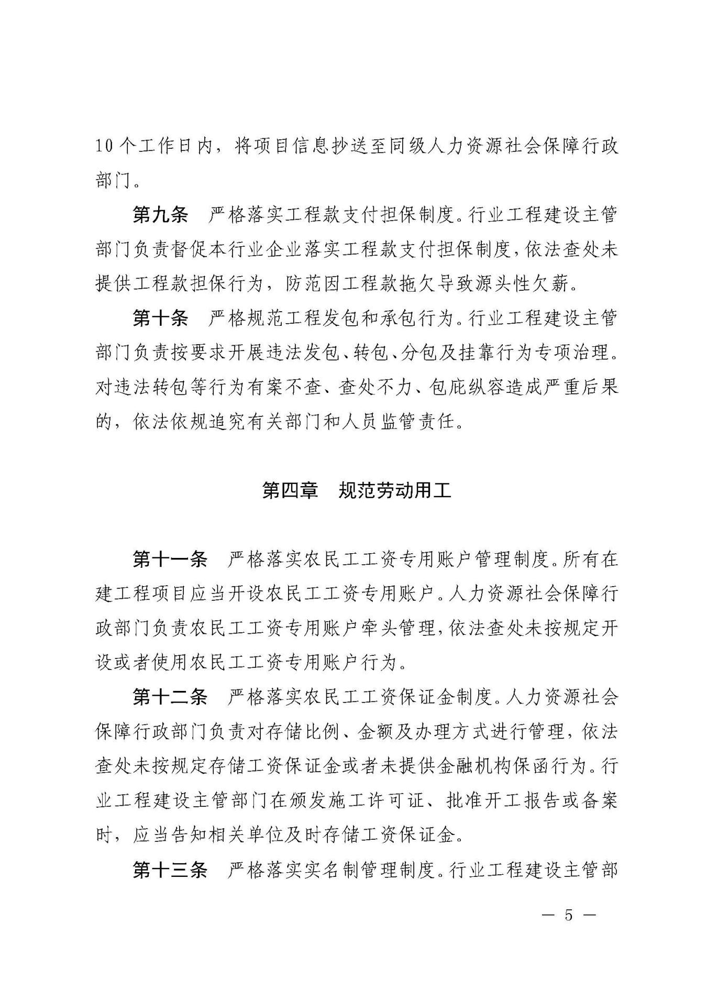 10 个工作日内，将项目信息抄送至同级人力资源社会保障行政
部门。
第九条　严格落实工程款支付担保制度。行业工程建设主管
部门负责督促本行业企业落实工程款支付担保制度，依法查处未
提供工程款担保行为，防范因工程款拖欠导致源头性欠薪。
第十条　严格规范工程发包和承包行为。行业工程建设主管
部门负责按要求开展违法发包、转包、分包及挂靠行为专项治理。
对违法转包等行为有案不查、查处不力、包庇纵容造成严重后果
的，依法依规追究有关部门和人员监管责任。
第四章　规范劳动用工
第十一条　严格落实农民工工资专用账户管理制度。所有在
建工程项目应当开设农民工工资专用账户。人力资源社会保障行
政部门负责农民工工资专用账户牵头管理，依法查处未按规定开
设或者使用农民工工资专用账户行为。
第十二条　严格落实农民工工资保证金制度。人力资源社会
保障行政部门负责对存储比例、金额及办理方式进行管理，依法
查处未按规定存储工资保证金或者未提供金融机构保函行为。行
业工程建设主管部门在颁发施工许可证、批准开工报告或备案
时，应当告知相关单位及时存储工资保证金。
第十三条　严格落实实名制管理制度。行业工程建设主管部
— 5 —